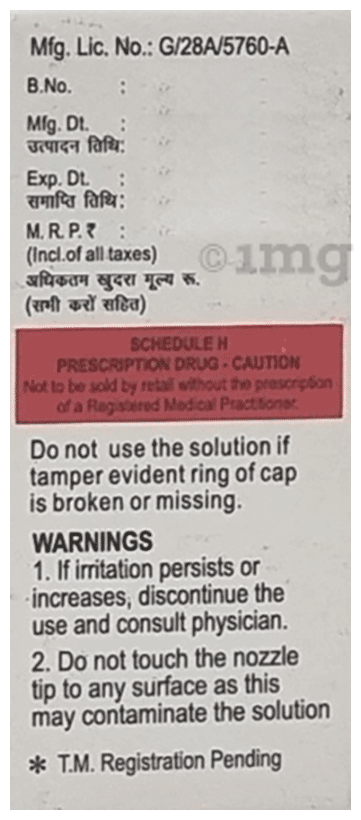 Mfg. Lic. No.: G/28A/5760-A
B.No. :
Mfg. Dt. :
उत्पादन तिथि:
Exp. Dt. :
समाप्ति तिथि:
M. R. P. ₹ :
(Incl.of all taxes)
©1mg
अधिकतम खुदरा मूल्य रू.
(सभी करों सहित)
SCHEDULE H
PRESCRIPTION DRUG - CAUTION
Not to be sold by retail without the prescription
of a Registered Medical Practitioner.
Do not use the solution if
tamper evident ring of cap
is broken or missing.
WARNINGS
1. If irritation persists or
increases, discontinue the
use and consult physician.
2. Do not touch the nozzle
tip to any surface as this
may contaminate the solution
* T.M. Registration Pending